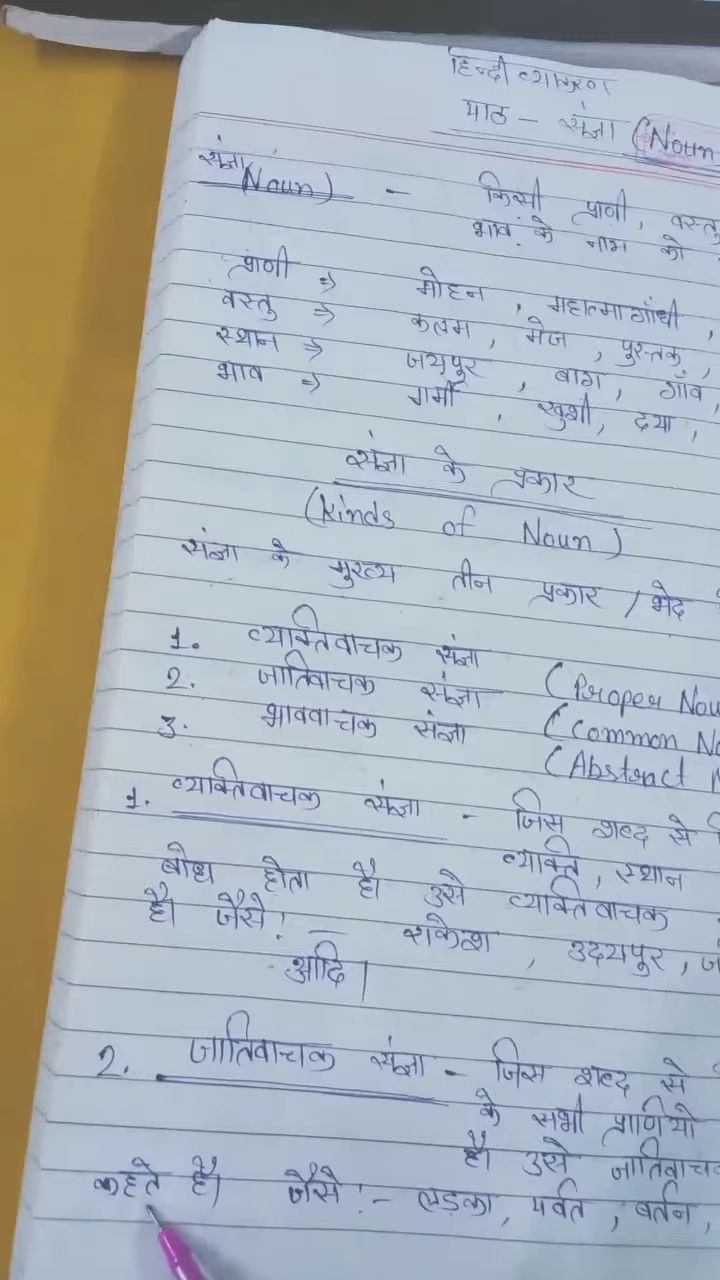 हिन्दी व्याकरण
पाठ - संज्ञा (Noun
संज्ञा (Noun) - किसी प्राणी, वस्तु
भाव के नाम को
प्राणी ⇒ मोहन, महात्मा गाँधी,
वस्तु ⇒ कलम, मेज, पुस्तक,
स्थान ⇒ जयपुर, बाग, गाँव,
भाव ⇒ गर्मी, खुशी, दया,
संज्ञा के प्रकार
(Kinds of Noun)
संज्ञा के मुख्य तीन प्रकार / भेद
1. व्यक्तिवाचक संज्ञा (Proper Nou
2. जातिवाचक संज्ञा (Common No
3. भाववाचक संज्ञा (Abstract N
1. व्यक्तिवाचक संज्ञा - जिस शब्द से
व्यक्ति, स्थान
बोध होता है। उसे व्यक्तिवाचक
है। जैसे:- राकेश, उदयपुर,
आदि।
2. जातिवाचक संज्ञा - जिस शब्द से
के सभी प्राणियो
है। उसे जातिवाचक
कहते है। जैसे:- लड़का, पर्वत, बर्तन,